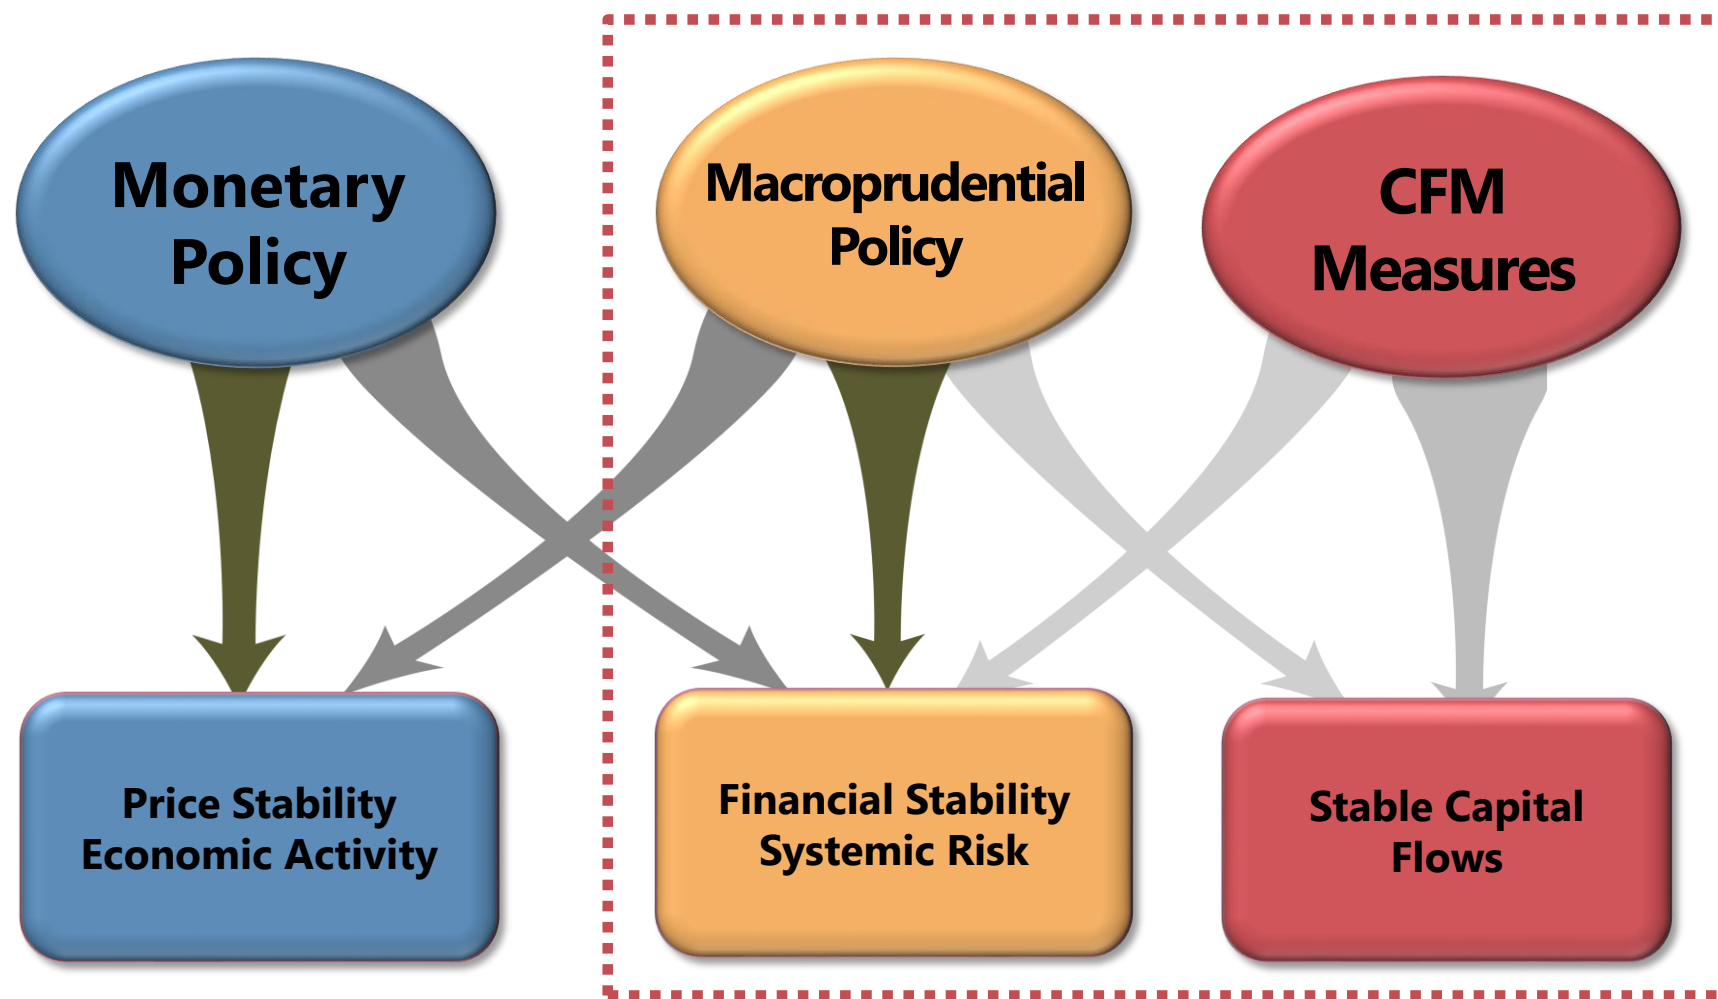 Monetary
Policy
Macroprudential
Policy
CFM
Measures
Price Stability
Economic Activity
Financial Stability
Systemic Risk
Stable Capital
Flows